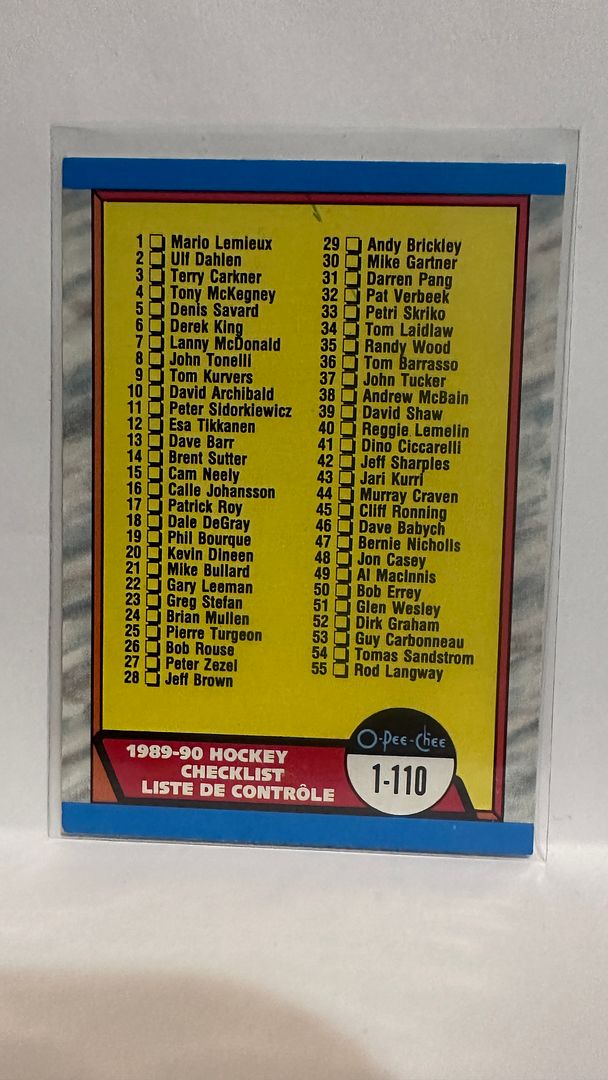 1 Mario Lemieux
2 Ulf Dahlen
3 Terry Carkner
4 Tony McKegney
5 Denis Savard
6 Derek King
7 Lanny McDonald
8 John Tonelli
9 Tom Kurvers
10 David Archibald
11 Peter Sidorkiewicz
12 Esa Tikkanen
13 Dave Barr
14 Brent Sutter
15 Cam Neely
16 Calle Johansson
17 Patrick Roy
18 Dale DeGray
19 Phil Bourque
20 Kevin Dineen
21 Mike Bullard
22 Gary Leeman
23 Greg Stefan
24 Brian Mullen
25 Pierre Turgeon
26 Bob Rouse
27 Peter Zezel
28 Jeff Brown
29 Andy Brickley
30 Mike Gartner
31 Darren Pang
32 Pat Verbeek
33 Petri Skriko
34 Tom Laidlaw
35 Randy Wood
36 Tom Barrasso
37 John Tucker
38 Andrew McBain
39 David Shaw
40 Reggie Lemelin
41 Dino Ciccarelli
42 Jeff Sharples
43 Jari Kurri
44 Murray Craven
45 Cliff Ronning
46 Dave Babych
47 Bernie Nicholls
48 Jon Casey
49 Al MacInnis
50 Bob Errey
51 Glen Wesley
52 Dirk Graham
53 Guy Carbonneau
54 Tomas Sandstrom
55 Rod Langway
1989-90 HOCKEY
CHECKLIST
LISTE DE CONTRÔLE
O-PEE-CHEE
1-110